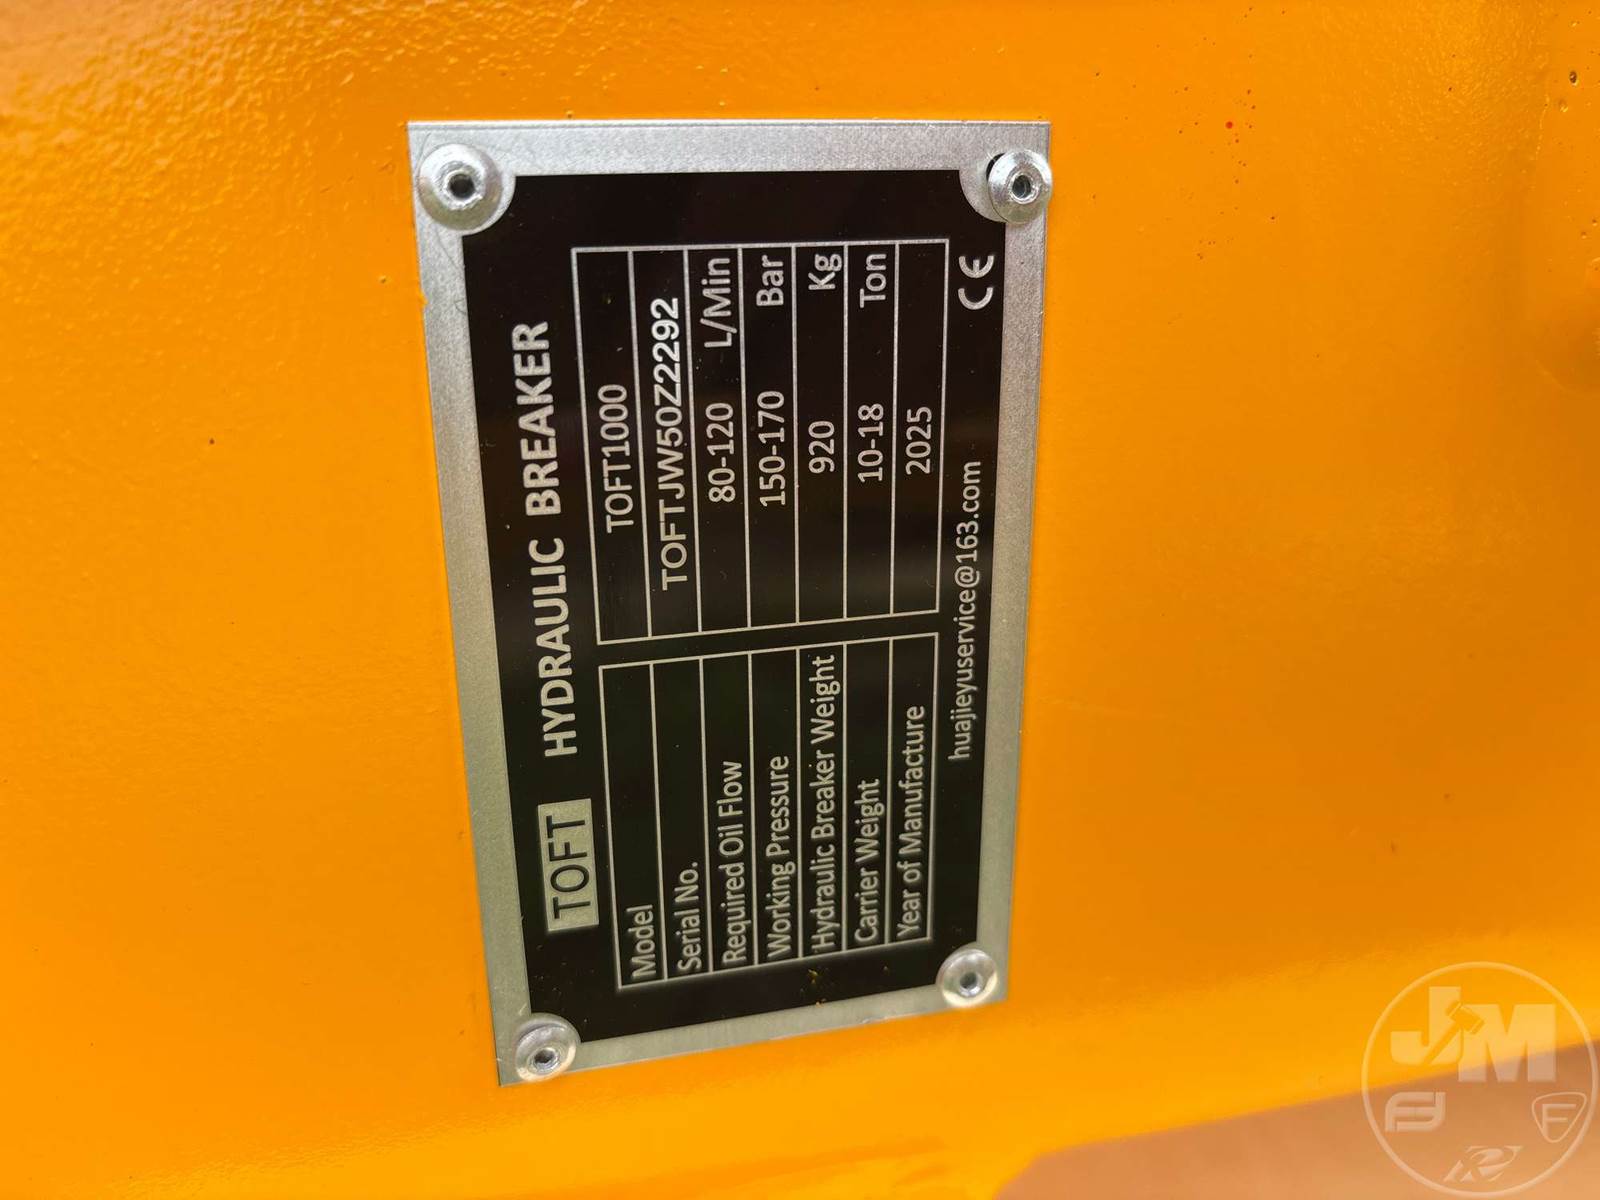 TOFT HYDRAULIC BREAKER
Model TOFT1000
Serial No. TOFTJW50Z2292
Required Oil Flow 80-120 L/Min
Working Pressure 150-170 Bar
Hydraulic Breaker Weight 920 Kg
Carrier Weight 10-18 Ton
Year of Manufacture 2025
huajieyuservice@163.com CE
JM